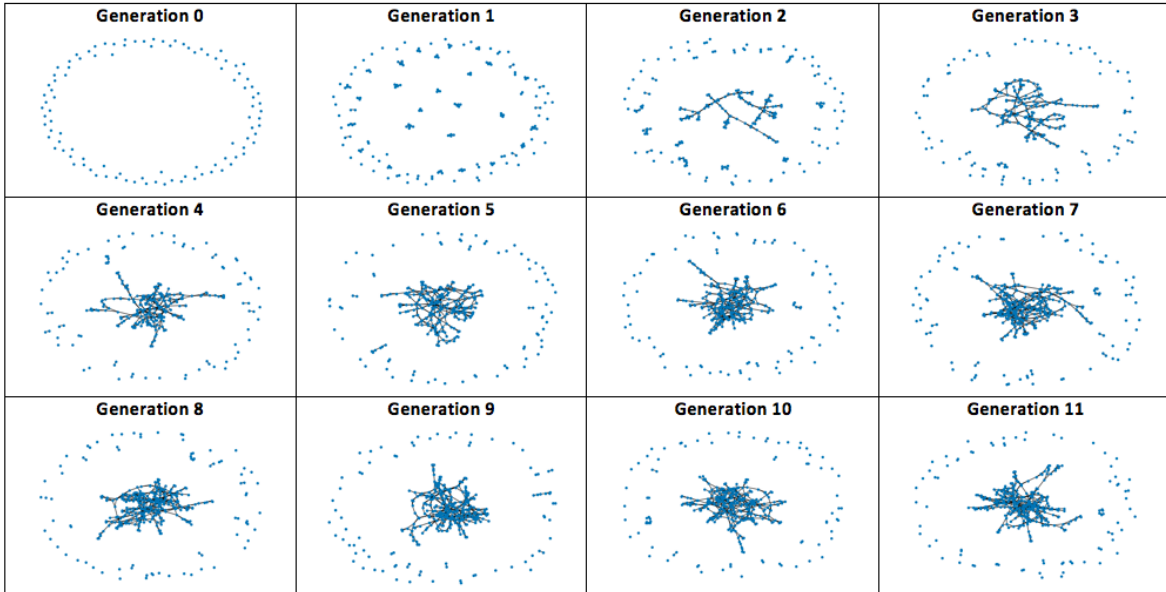 Generation 0
Generation 1
Generation 2
Generation 3
Generation 4
Generation 5
Generation 6
Generation 7
Generation 8
Generation 9
Generation 10
Generation 11